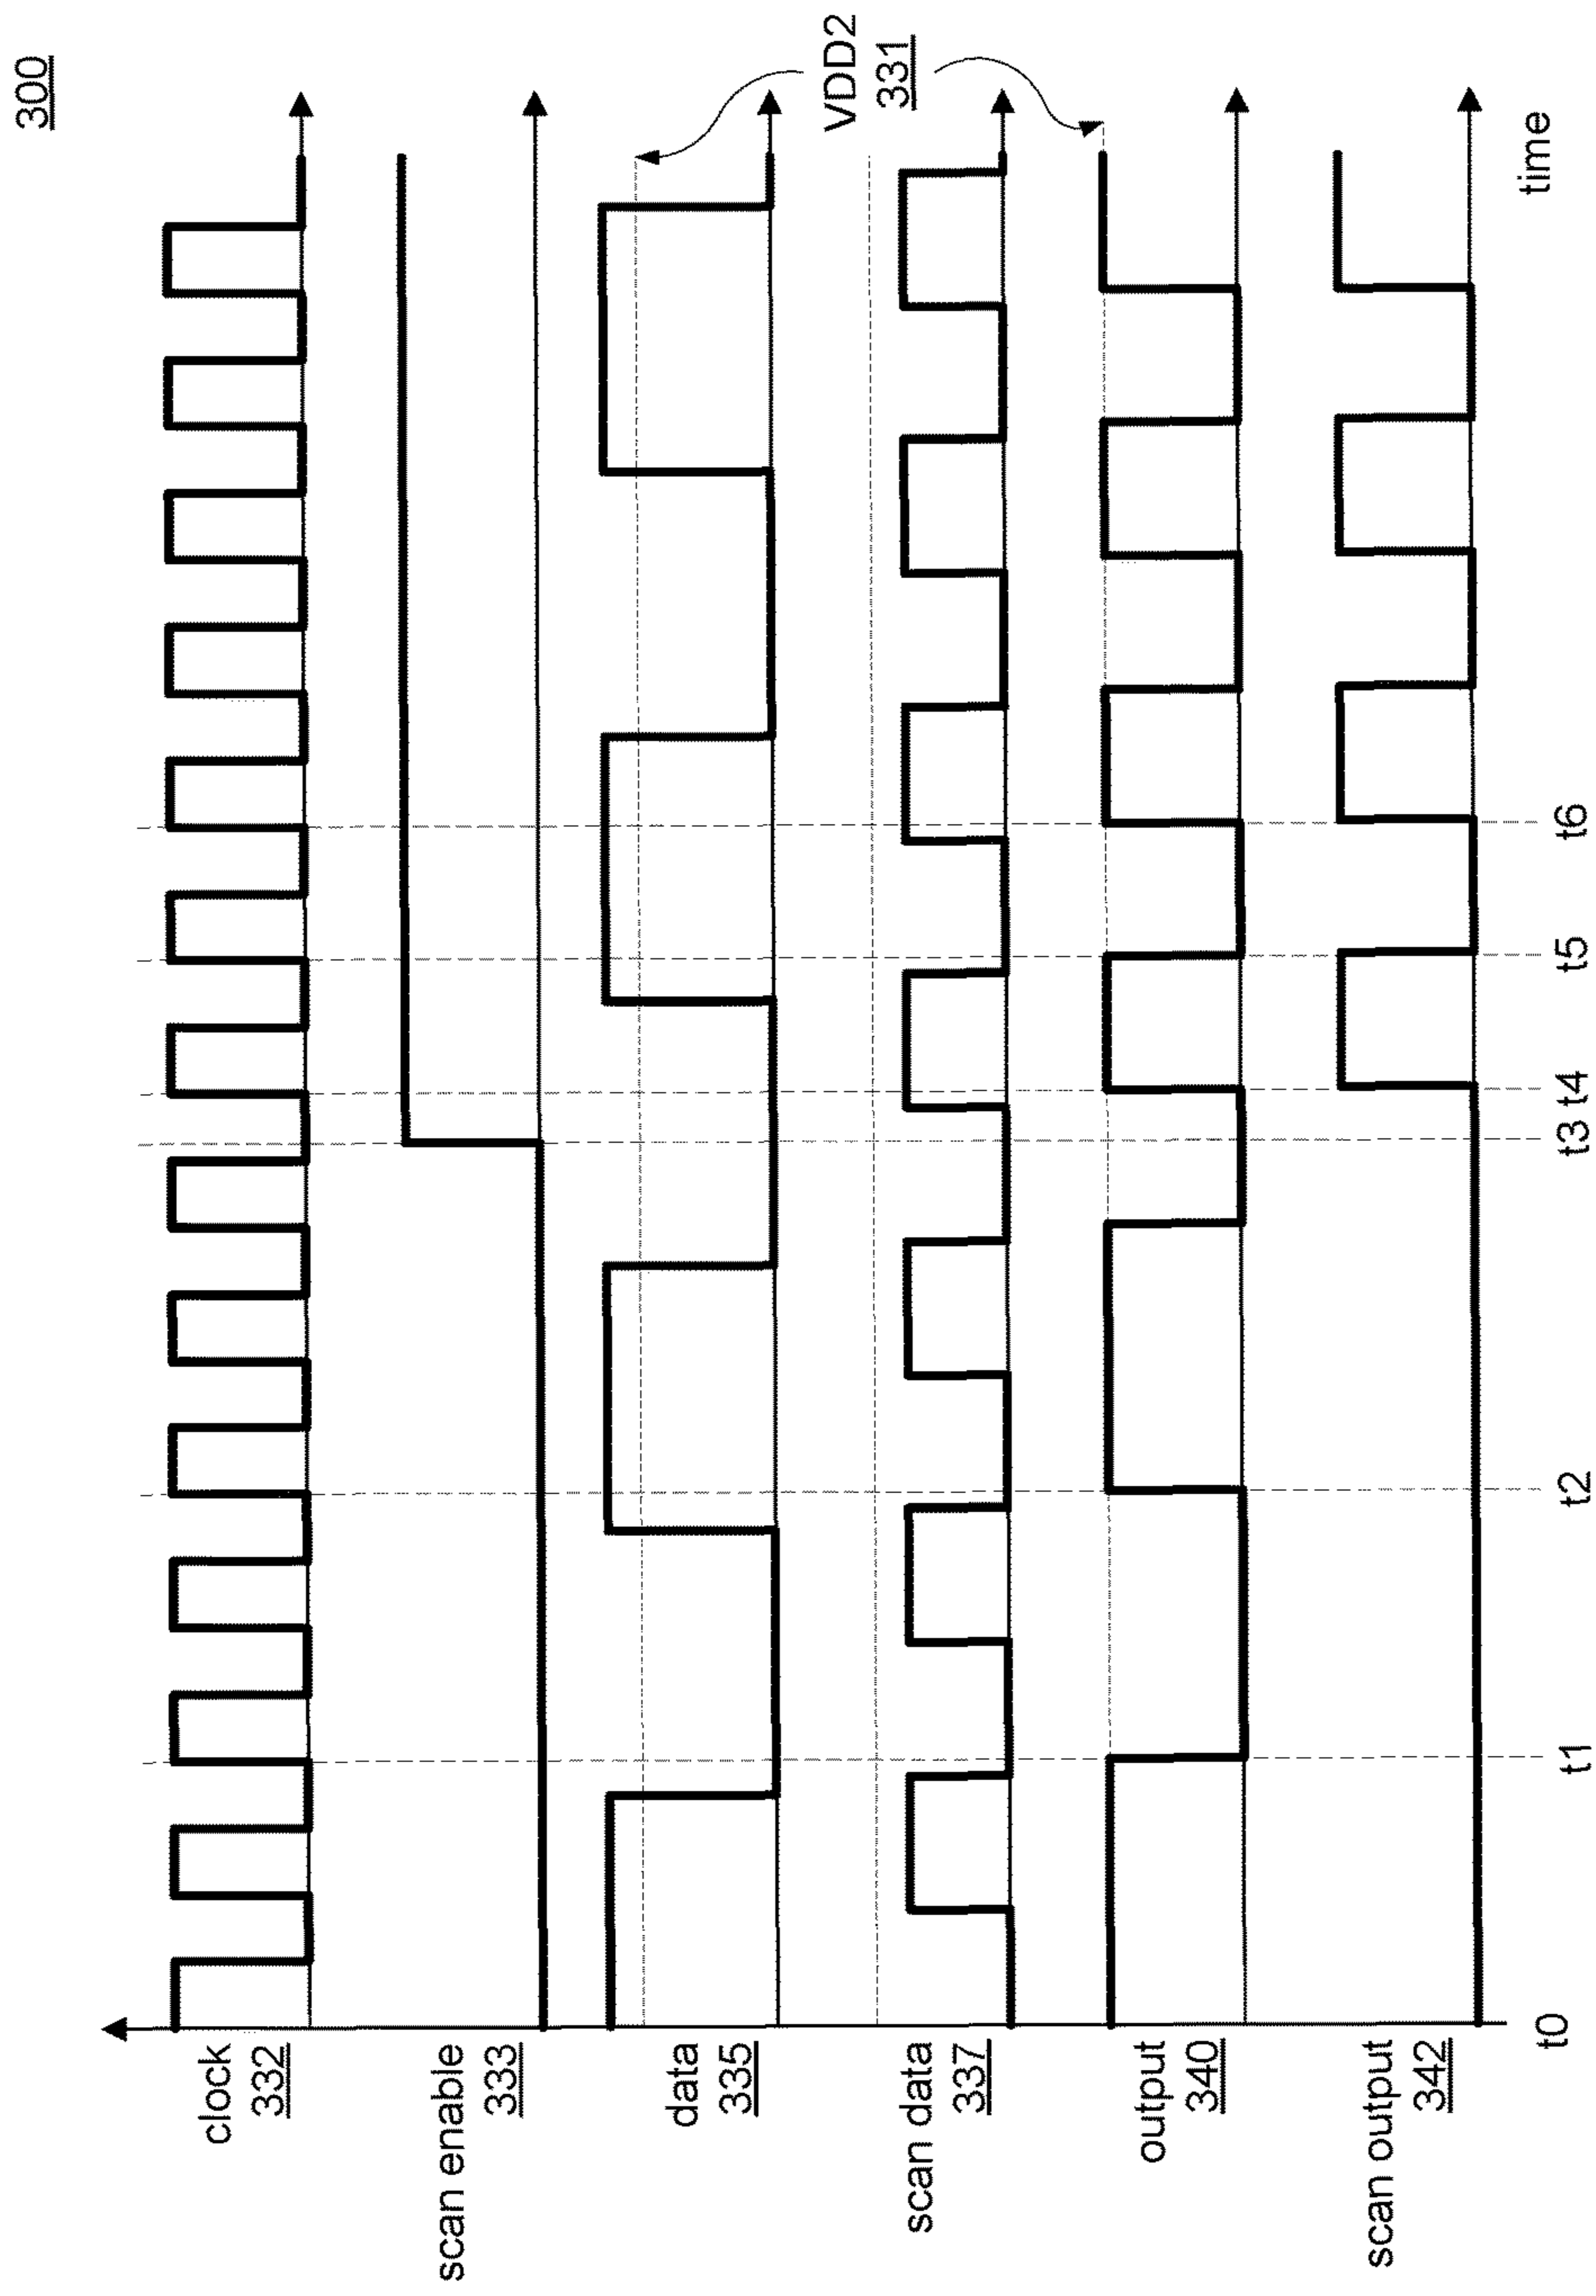 300
clock
332
scan enable
333
data
335
VDD2
331
scan data
337
output
340
scan output
342
time
t0
t1
t2
t3
t4
t5
t6